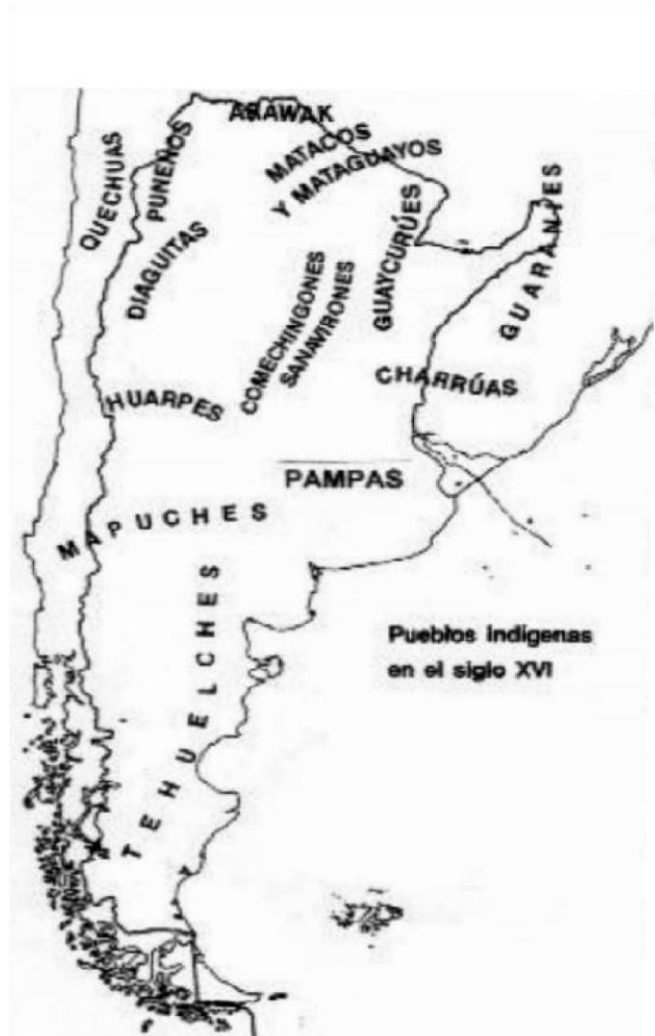 ARAWAK
MATACOS
Y MATAGUAYOS
QUECHUAS
PUNEÑOS
DIAGUITAS
GUAYCURÚES
GUARANÍES
COMECHINGONES
SANAVIRONES
CHARRÚAS
HUARPES
PAMPAS
MAPUCHES
TEHUELCHES
Pueblos indígenas
en el siglo XVI